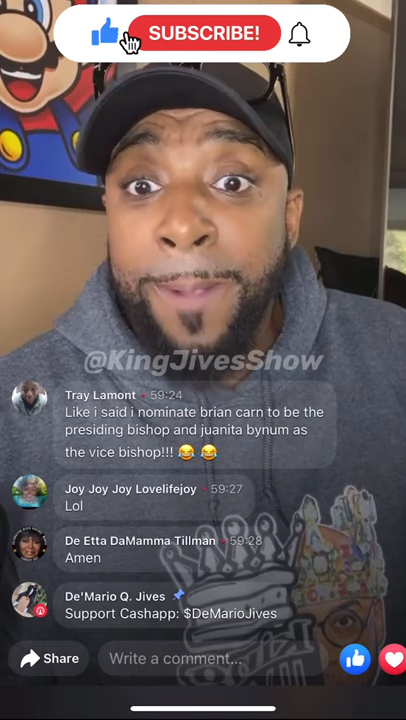 SUBSCRIBE!
@KingJivesShow
Tray Lamont • 59:24
Like i said i nominate brian carn to be the
presiding bishop and juanita bynum as
the vice bishop!!! 😂 😂
Joy Joy Joy Lovelifejoy • 59:27
Lol
De Etta DaMamma Tillman • 59:28
Amen
De'Mario Q. Jives 📌
Support Cashapp: $DeMarioJives
Share
Write a comment...